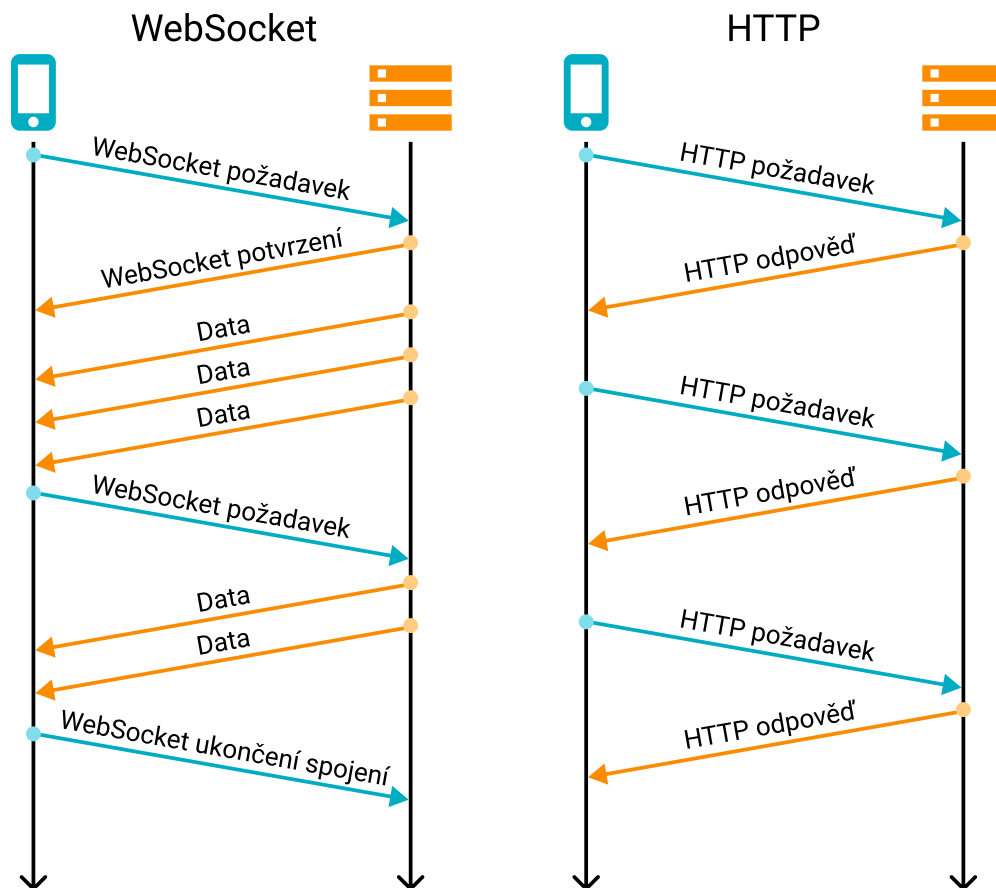 WebSocket
WebSocket požadavek
WebSocket potvrzení
Data
Data
Data
WebSocket požadavek
Data
Data
WebSocket ukončení spojení
HTTP
HTTP požadavek
HTTP odpověď
HTTP požadavek
HTTP odpověď
HTTP požadavek
HTTP odpověď